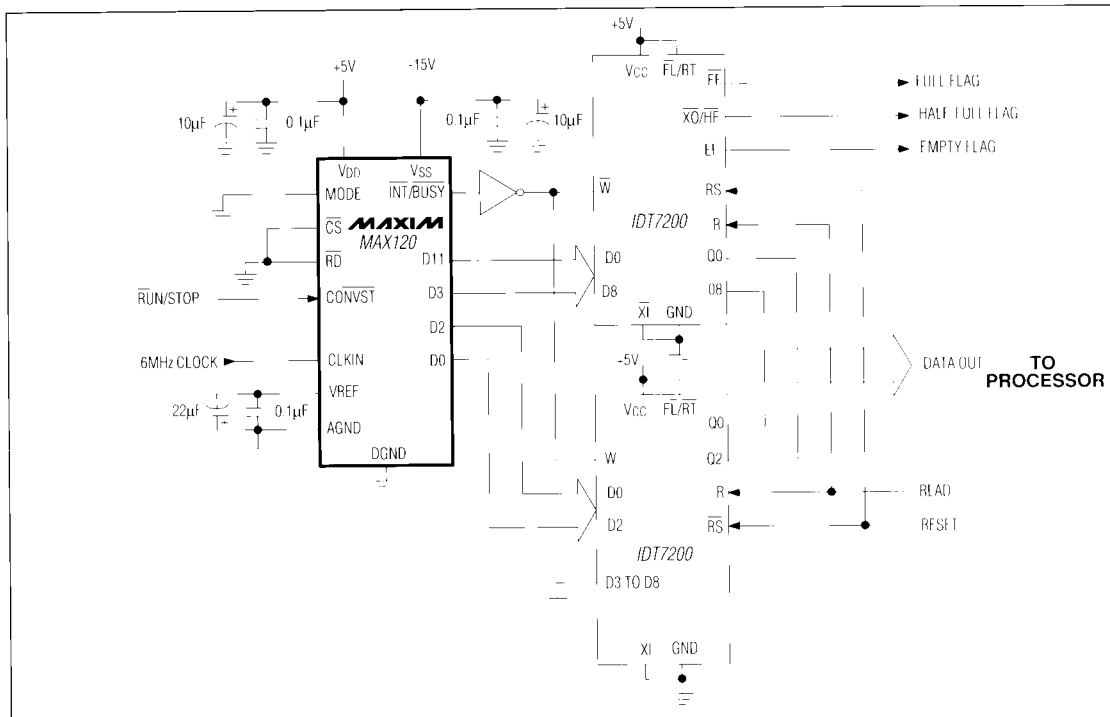 +5V
-15V
10µF
0.1µF
0.1µF
10µF
VDD
VSS
MODE
INT/BUSY
CS
MAXIM
MAX120
RD
D11
RUN/STOP
CONVST
D3
D2
6MHz CLOCK
CLKIN
D0
VREF
22µF
0.1µF
AGND
DGND
+5V
VCC
FL/RT
FF
FULL FLAG
XO/HF
HALF FULL FLAG
EF
EMPTY FLAG
RS
W
IDT7200
R
D0
Q0
D8
Q8
XI
GND
+5V
DATA OUT
TO
PROCESSOR
VCC
FL/RT
Q0
Q2
W
D0
R
READ
D2
RS
RESET
IDT7200
D3 TO D8
XI
GND